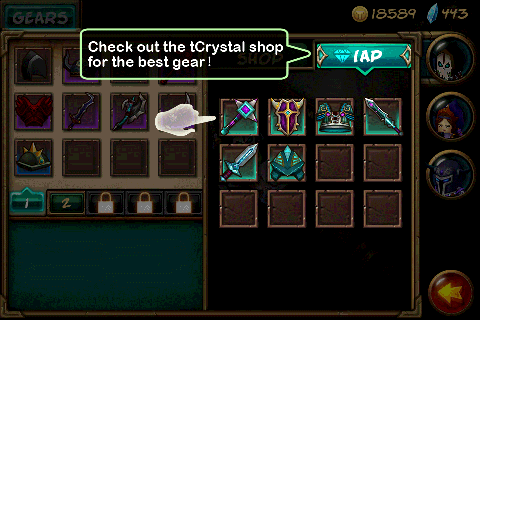 GEARS
18589
443
Check out the tCrystal shop
for the best gear!
SHOP
IAP
1
2